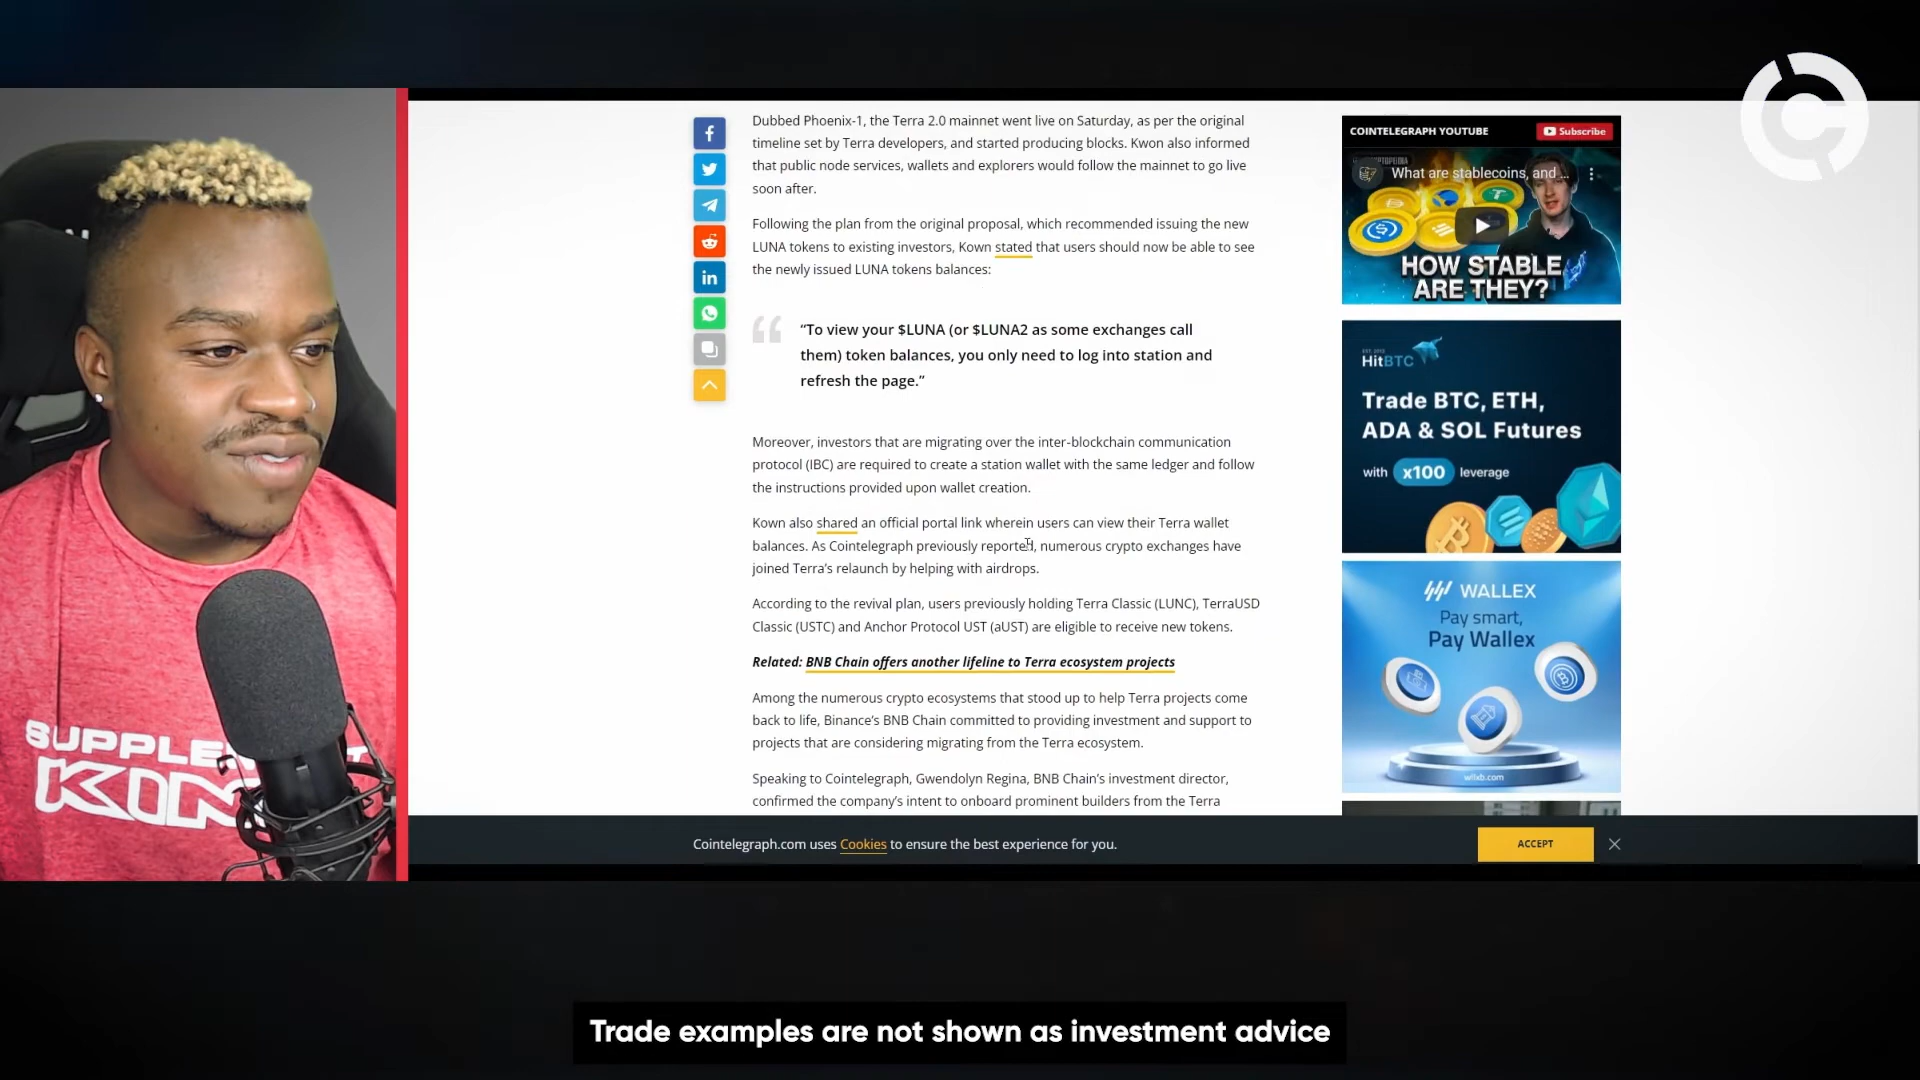 Dubbed Phoenix-1, the Terra 2.0 mainnet went live on Saturday, as per the original
timeline set by Terra developers, and started producing blocks. Kwon also informed
that public node services, wallets and explorers would follow the mainnet to go live
soon after.
Following the plan from the original proposal, which recommended issuing the new
LUNA tokens to existing investors, Kown stated that users should now be able to see
the newly issued LUNA tokens balances:
“To view your $LUNA (or $LUNA2 as some exchanges call
them) token balances, you only need to log into station and
refresh the page.”
Moreover, investors that are migrating over the inter-blockchain communication
protocol (IBC) are required to create a station wallet with the same ledger and follow
the instructions provided upon wallet creation.
Kown also shared an official portal link wherein users can view their Terra wallet
balances. As Cointelegraph previously reported, numerous crypto exchanges have
joined Terra’s relaunch by helping with airdrops.
According to the revival plan, users previously holding Terra Classic (LUNC), TerraUSD
Classic (USTC) and Anchor Protocol UST (aUST) are eligible to receive new tokens.
Related: BNB Chain offers another lifeline to Terra ecosystem projects
Among the numerous crypto ecosystems that stood up to help Terra projects come
back to life, Binance’s BNB Chain committed to providing investment and support to
projects that are considering migrating from the Terra ecosystem.
Speaking to Cointelegraph, Gwendolyn Regina, BNB Chain’s investment director,
confirmed the company’s intent to onboard prominent builders from the Terra
COINTELEGRAPH YOUTUBE
Subscribe
What are stablecoins, and ...
HOW STABLE
ARE THEY?
HitBTC
Trade BTC, ETH,
ADA & SOL Futures
with x100 leverage
WALLEX
Pay smart,
Pay Wallex
wllxb.com
Cointelegraph.com uses Cookies to ensure the best experience for you.
ACCEPT
KIN
Trade examples are not shown as investment advice